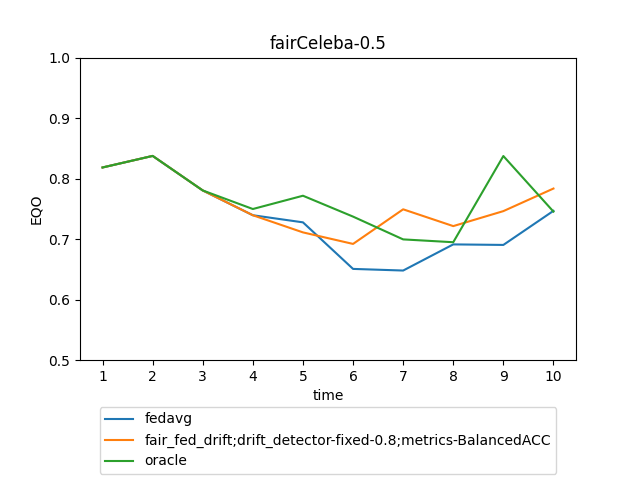 fairCeleba-0.5
1.0
0.9
0.8
0.7
0.6
0.5
EQO
1 2 3 4 5 6 7 8 9 10
time
fedavg
fair_fed_drift;drift_detector-fixed-0.8;metrics-BalancedACC
oracle